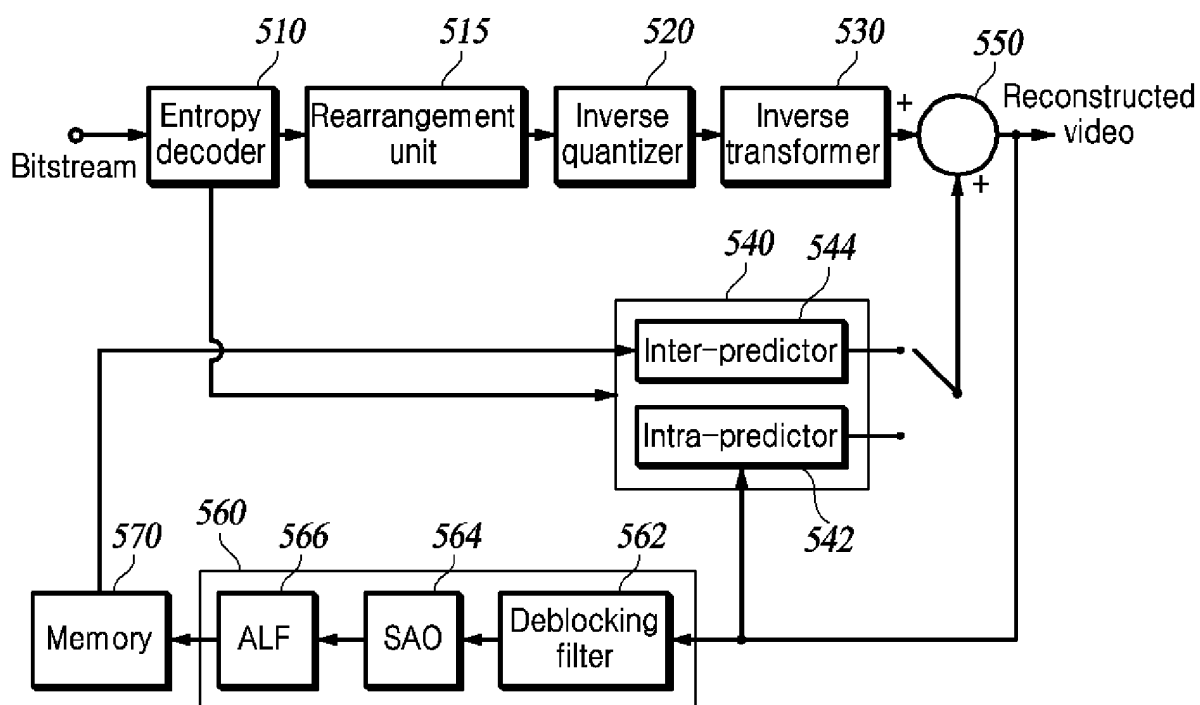 510
515
520
530
550
Entropy
decoder
Rearrangement
unit
Inverse
quantizer
Inverse
transformer
+
+
Reconstructed
video
Bitstream
540
544
Inter-predictor
Intra-predictor
542
570
560
566
564
562
Memory
ALF
SAO
Deblocking
filter